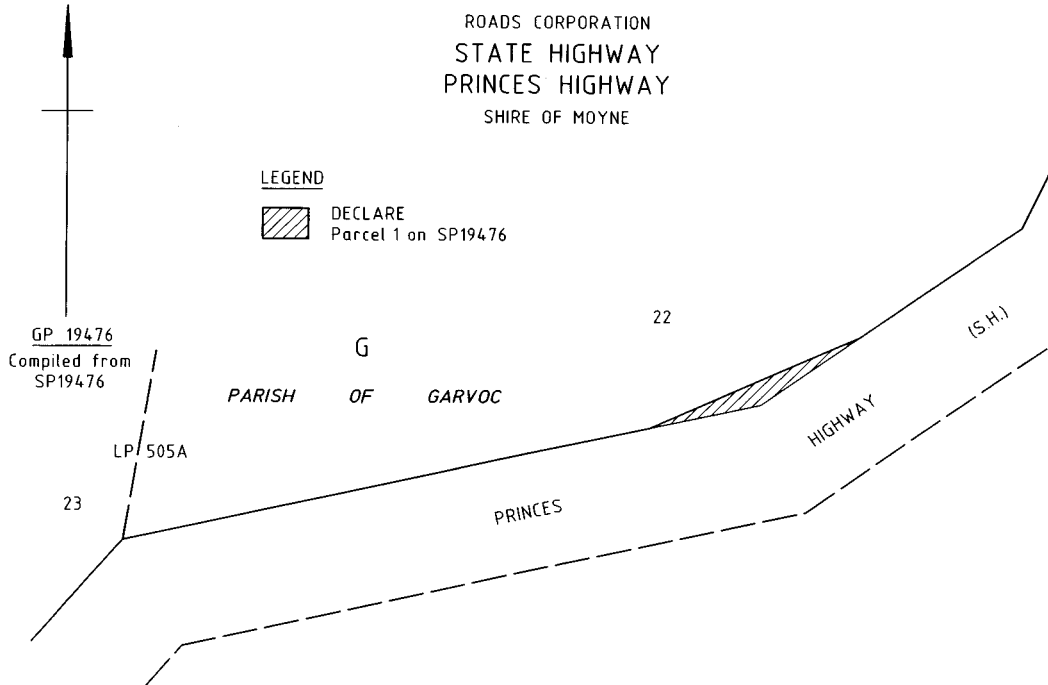 ROADS CORPORATION
STATE HIGHWAY
PRINCES HIGHWAY
SHIRE OF MOYNE
LEGEND
DECLARE
Parcel 1 on SP19476
GP 19476
Compiled from
SP19476
22
(S.H.)
G
PARISH OF GARVOC
HIGHWAY
LP 505A
23
PRINCES